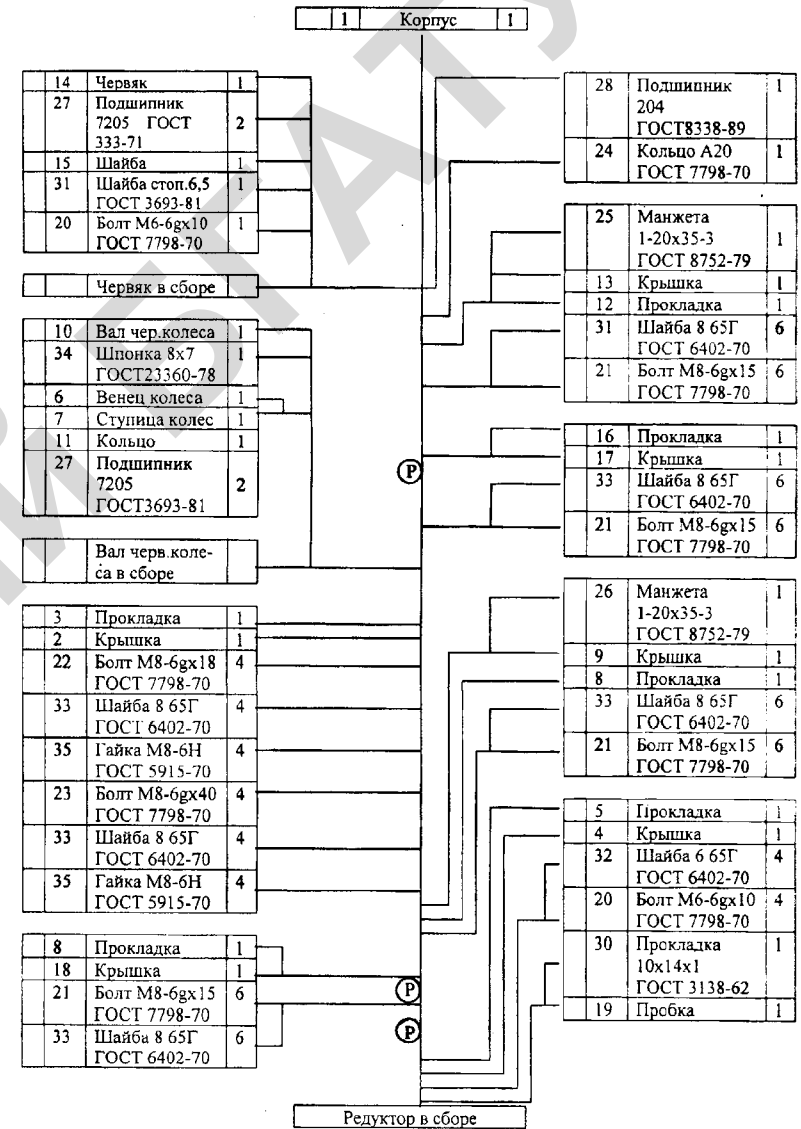 1 Корпус 1
14 Червяк 1
27 Подшипник
7205 ГОСТ 2
333-71
15 Шайба 1
31 Шайба стоп.6,5 1
ГОСТ 3693-81
20 Болт М6-6gx10 1
ГОСТ 7798-70
Червяк в сборе
10 Вал чер.колеса 1
34 Шпонка 8x7 1
ГОСТ23360-78
6 Венец колеса 1
7 Ступица колес 1
11 Кольцо 1
27 Подшипник
7205 2
ГОСТ3693-81
Вал черв.коле-
са в сборе
3 Прокладка 1
2 Крышка 1
22 Болт М8-6gx18 4
ГОСТ 7798-70
33 Шайба 8 65Г 4
ГОСТ 6402-70
35 Гайка М8-6Н 4
ГОСТ 5915-70
23 Болт М8-6gx40 4
ГОСТ 7798-70
33 Шайба 8 65Г 4
ГОСТ 6402-70
35 Гайка М8-6Н 4
ГОСТ 5915-70
8 Прокладка 1
18 Крышка 1
21 Болт М8-6gx15 6
ГОСТ 7798-70
33 Шайба 8 65Г 6
ГОСТ 6402-70
Р
Р
Р
28 Подшипник 1
204
ГОСТ8338-89
24 Кольцо А20 1
ГОСТ 7798-70
25 Манжета
1-20x35-3 1
ГОСТ 8752-79
13 Крышка 1
12 Прокладка 1
31 Шайба 8 65Г 6
ГОСТ 6402-70
21 Болт М8-6gx15 6
ГОСТ 7798-70
16 Прокладка 1
17 Крышка 1
33 Шайба 8 65Г 6
ГОСТ 6402-70
21 Болт М8-6gx15 6
ГОСТ 7798-70
26 Манжета 1
1-20x35-3
ГОСТ 8752-79
9 Крышка 1
8 Прокладка 1
33 Шайба 8 65Г 6
ГОСТ 6402-70
21 Болт М8-6gx15 6
ГОСТ 7798-70
5 Прокладка 1
4 Крышка 1
32 Шайба 6 65Г 4
ГОСТ 6402-70
20 Болт М6-6gx10 4
ГОСТ 7798-70
30 Прокладка 1
10x14x1
ГОСТ 3138-62
19 Пробка 1
Редуктор в сборе
БГАТУ